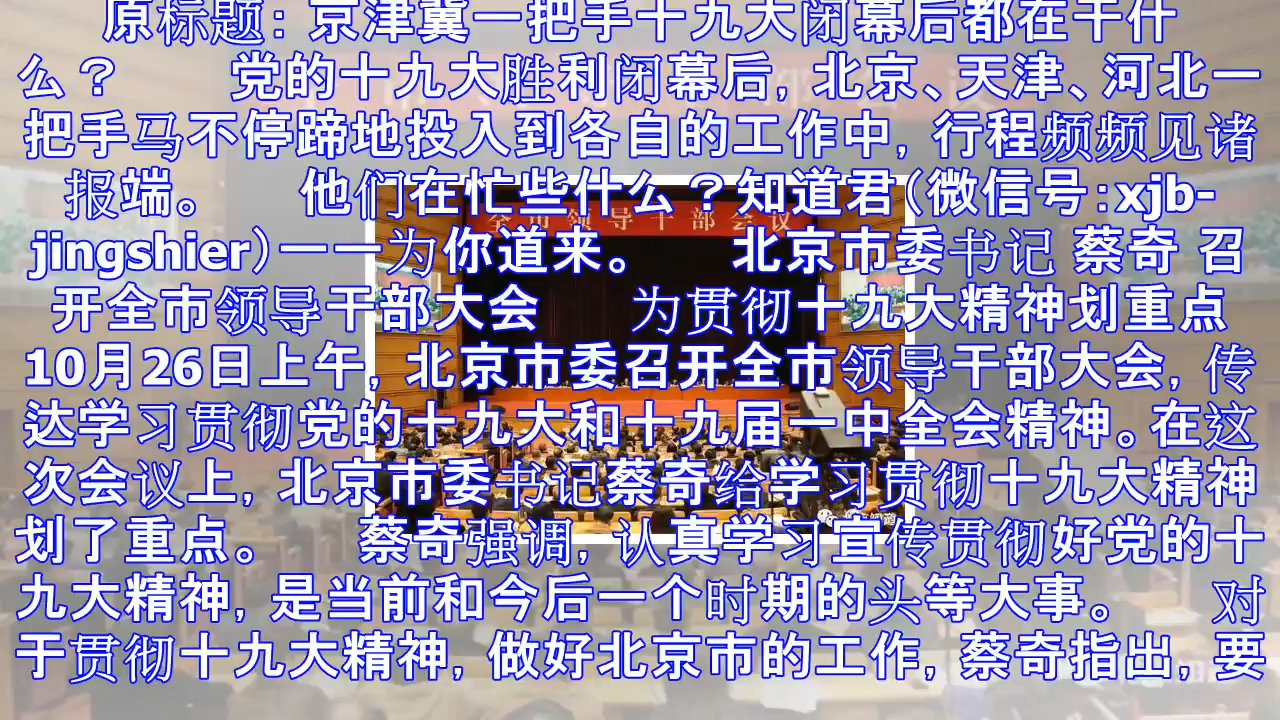 原标题：京津冀一把手十九大闭幕后都在干什
么？ 党的十九大胜利闭幕后，北京、天津、河北一
把手马不停蹄地投入到各自的工作中，行程频频见诸
报端。 他们在忙些什么？知道君（微信号：xjb-
jingshier）一一为你道来。 北京市委书记 蔡奇 召
开全市领导干部大会 为贯彻十九大精神划重点
10月26日上午，北京市委召开全市领导干部大会，传
达学习贯彻党的十九大和十九届一中全会精神。在这
次会议上，北京市委书记蔡奇给学习贯彻十九大精神
划了重点。 蔡奇强调，认真学习宣传贯彻好党的十
九大精神，是当前和今后一个时期的头等大事。 对
于贯彻十九大精神，做好北京市的工作，蔡奇指出，要
全市领导干部会议